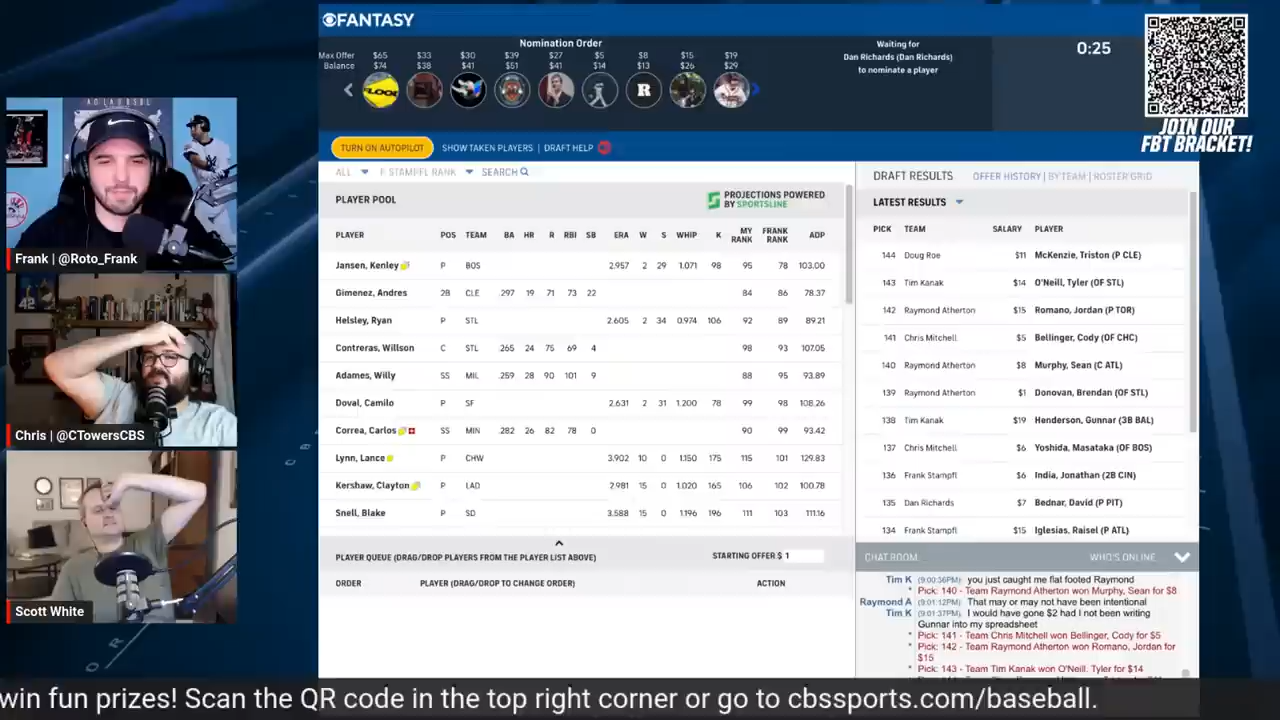 FANTASY
Nomination Order
Max Offer $65 $33 $30 $39 $27 $5 $8 $15 $19
Balance $74 $38 $41 $51 $41 $14 $13 $26 $29
FLOOD
R
Waiting for
Dan Richards (Dan Richards)
to nominate a player
0:25
JOIN OUR
FBT BRACKET!
TURN ON AUTOPILOT SHOW TAKEN PLAYERS | DRAFT HELP
ALL F STAMPFL RANK SEARCH
PLAYER POOL
PROJECTIONS POWERED
BY SPORTSLINE
PLAYER POS TEAM BA HR R RBI SB ERA W S WHIP K MY RANK FRANK RANK ADP
Jansen, Kenley P BOS 2.957 2 29 1.071 98 95 78 103.00
Gimenez, Andres 2B CLE .297 19 71 73 22 84 86 78.37
Helsley, Ryan P STL 2.605 2 34 0.974 106 92 89 89.21
Contreras, Willson C STL .265 24 75 69 4 98 93 107.05
Adames, Willy SS MIL .259 28 90 101 9 88 95 93.89
Doval, Camilo P SF 2.631 2 31 1.200 78 99 98 108.26
Correa, Carlos SS MIN .282 26 82 78 0 90 99 93.42
Lynn, Lance P CHW 3.902 10 0 1.150 175 115 101 129.83
Kershaw, Clayton P LAD 2.981 15 0 1.020 165 106 102 100.78
Snell, Blake P SD 3.588 15 0 1.196 196 111 103 111.16
PLAYER QUEUE (DRAG/DROP PLAYERS FROM THE PLAYER LIST ABOVE) STARTING OFFER $ 1
ORDER PLAYER (DRAG/DROP TO CHANGE ORDER) ACTION
DRAFT RESULTS OFFER HISTORY | BY TEAM | ROSTER GRID
LATEST RESULTS
PICK TEAM SALARY PLAYER
144 Doug Roe $11 McKenzie, Triston (P CLE)
143 Tim Kanak $14 O'Neill, Tyler (OF STL)
142 Raymond Atherton $15 Romano, Jordan (P TOR)
141 Chris Mitchell $5 Bellinger, Cody (OF CHC)
140 Raymond Atherton $8 Murphy, Sean (C ATL)
139 Raymond Atherton $1 Donovan, Brendan (OF STL)
138 Tim Kanak $19 Henderson, Gunnar (3B BAL)
137 Chris Mitchell $6 Yoshida, Masataka (OF BOS)
136 Frank Stampfl $6 India, Jonathan (2B CIN)
135 Dan Richards $7 Bednar, David (P PIT)
134 Frank Stampfl $15 Iglesias, Raisel (P ATL)
CHAT ROOM WHO'S ONLINE
Tim K (9:00:56PM): you just caught me flat footed Raymond
* Pick: 140 - Team Raymond Atherton won Murphy, Sean for $8
Raymond A (9:01:12PM): That may or may not have been intentional
Tim K (9:01:37PM): I would have gone $2 had I not been writing
Gunnar into my spreadsheet
* Pick: 141 - Team Chris Mitchell won Bellinger, Cody for $5
* Pick: 142 - Team Raymond Atherton won Romano, Jordan for
$15
* Pick: 143 - Team Tim Kanak won O'Neill, Tyler for $14
Frank | @Roto_Frank
Chris | @CTowersCBS
Scott White
win fun prizes! Scan the QR code in the top right corner or go to cbssports.com/baseball.